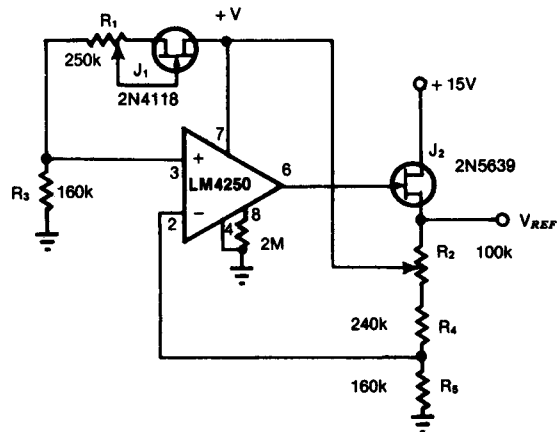 R₁
+ V
250k
J₁
2N4118
+ 15V
J₂
2N5639
7
+
3
LM4250
6
R₃
160k
2
−
8
4
2M
V_REF
R₂
100k
240k
R₄
160k
R₅